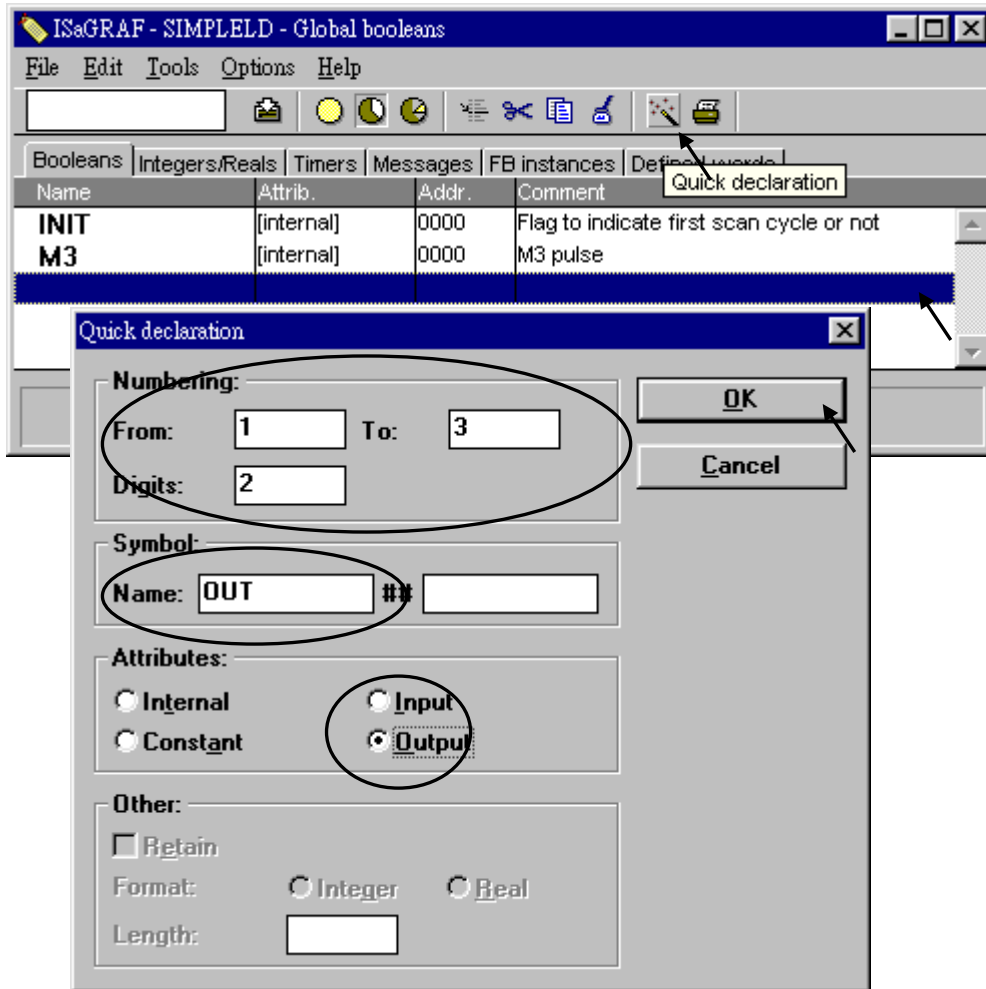 ISaGRAF - SIMPLELD - Global booleans
File Edit Tools Options Help
Booleans Integers/Reals Timers Messages FB instances Defined words
Quick declaration
Name Attrib. Addr. Comment
INIT [internal] 0000 Flag to indicate first scan cycle or not
M3 [internal] 0000 M3 pulse
Quick declaration
Numbering:
From: 1 To: 3
Digits: 2
OK
Cancel
Symbol:
Name: OUT ##
Attributes:
Internal Input
Constant Output
Other:
Retain
Format: Integer Real
Length: